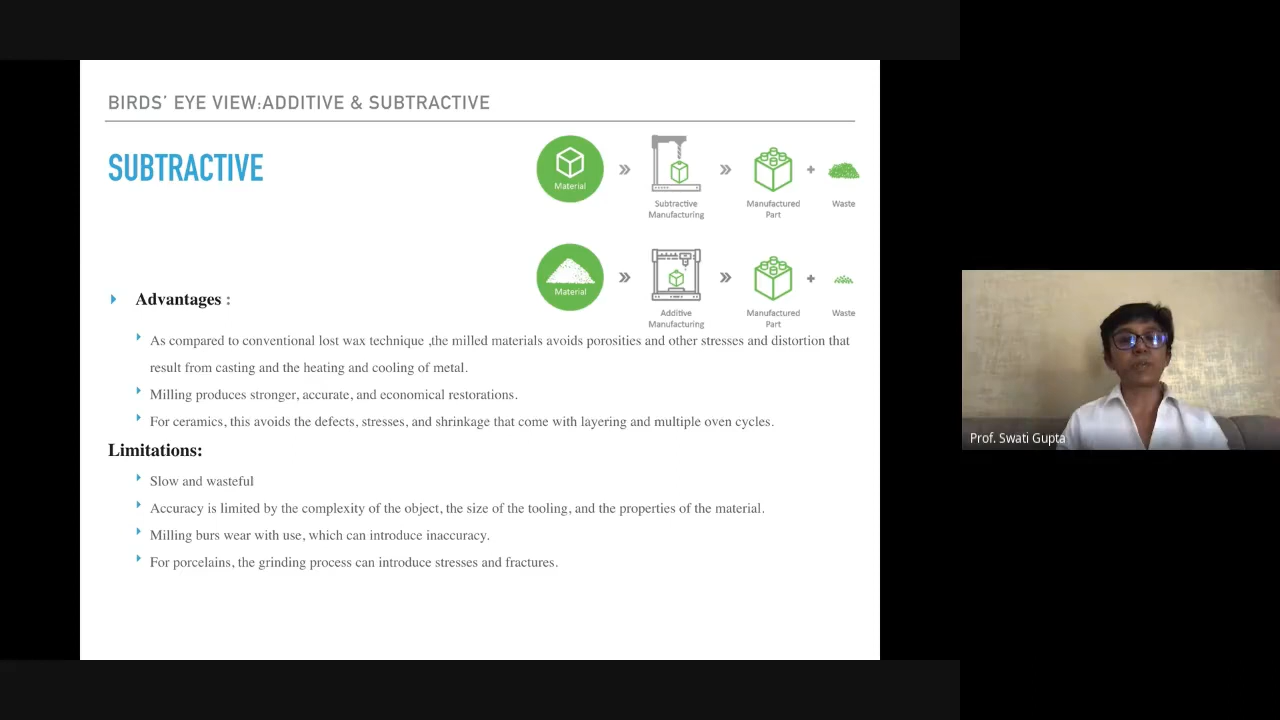 BIRDS' EYE VIEW:ADDITIVE & SUBTRACTIVE
SUBTRACTIVE
Material
Subtractive
Manufacturing
Manufactured
Part
Waste
Material
Additive
Manufacturing
Manufactured
Part
Waste
Advantages :
As compared to conventional lost wax technique ,the milled materials avoids porosities and other stresses and distortion that
result from casting and the heating and cooling of metal.
Milling produces stronger, accurate, and economical restorations.
For ceramics, this avoids the defects, stresses, and shrinkage that come with layering and multiple oven cycles.
Limitations:
Slow and wasteful
Accuracy is limited by the complexity of the object, the size of the tooling, and the properties of the material.
Milling burs wear with use, which can introduce inaccuracy.
For porcelains, the grinding process can introduce stresses and fractures.
Prof. Swati Gupta